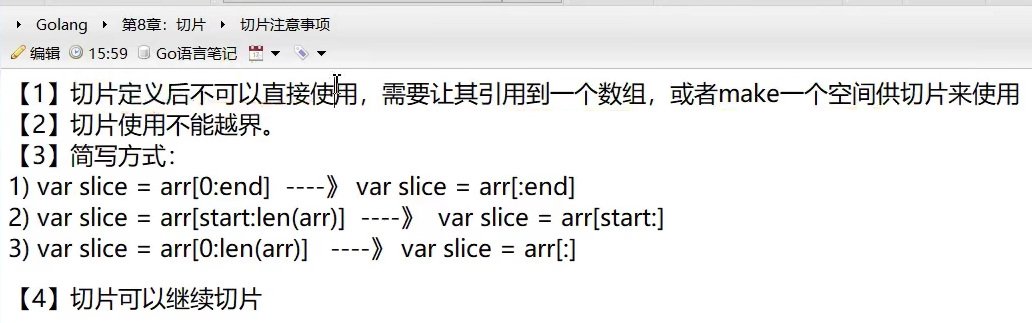 Golang 第8章：切片 切片注意事项
编辑 15:59 Go语言笔记
【1】切片定义后不可以直接使用，需要让其引用到一个数组，或者make一个空间供切片来使用
【2】切片使用不能越界。
【3】简写方式：
1) var slice = arr[0:end] ----》 var slice = arr[:end]
2) var slice = arr[start:len(arr)] ----》 var slice = arr[start:]
3) var slice = arr[0:len(arr)] ----》 var slice = arr[:]
【4】切片可以继续切片